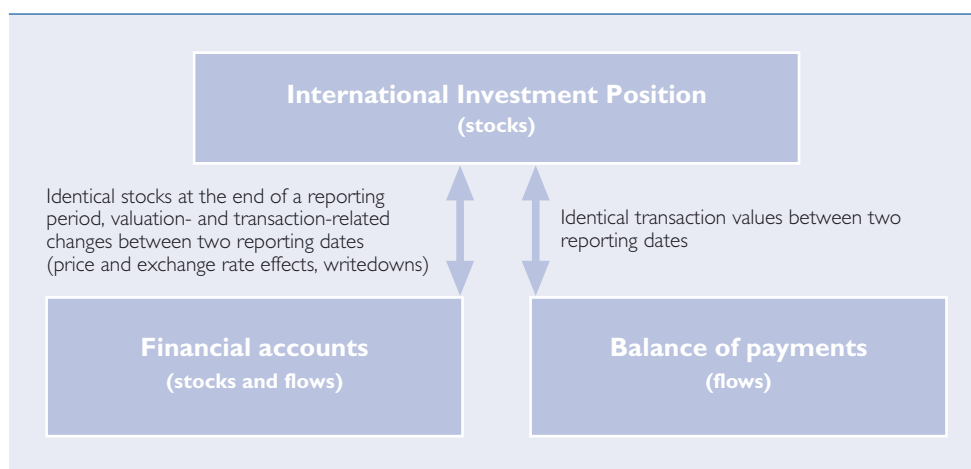 International Investment Position
(stocks)
Identical stocks at the end of a reporting
period, valuation- and transaction-related
changes between two reporting dates
(price and exchange rate effects, writedowns)
Identical transaction values between two
reporting dates
Financial accounts
(stocks and flows)
Balance of payments
(flows)